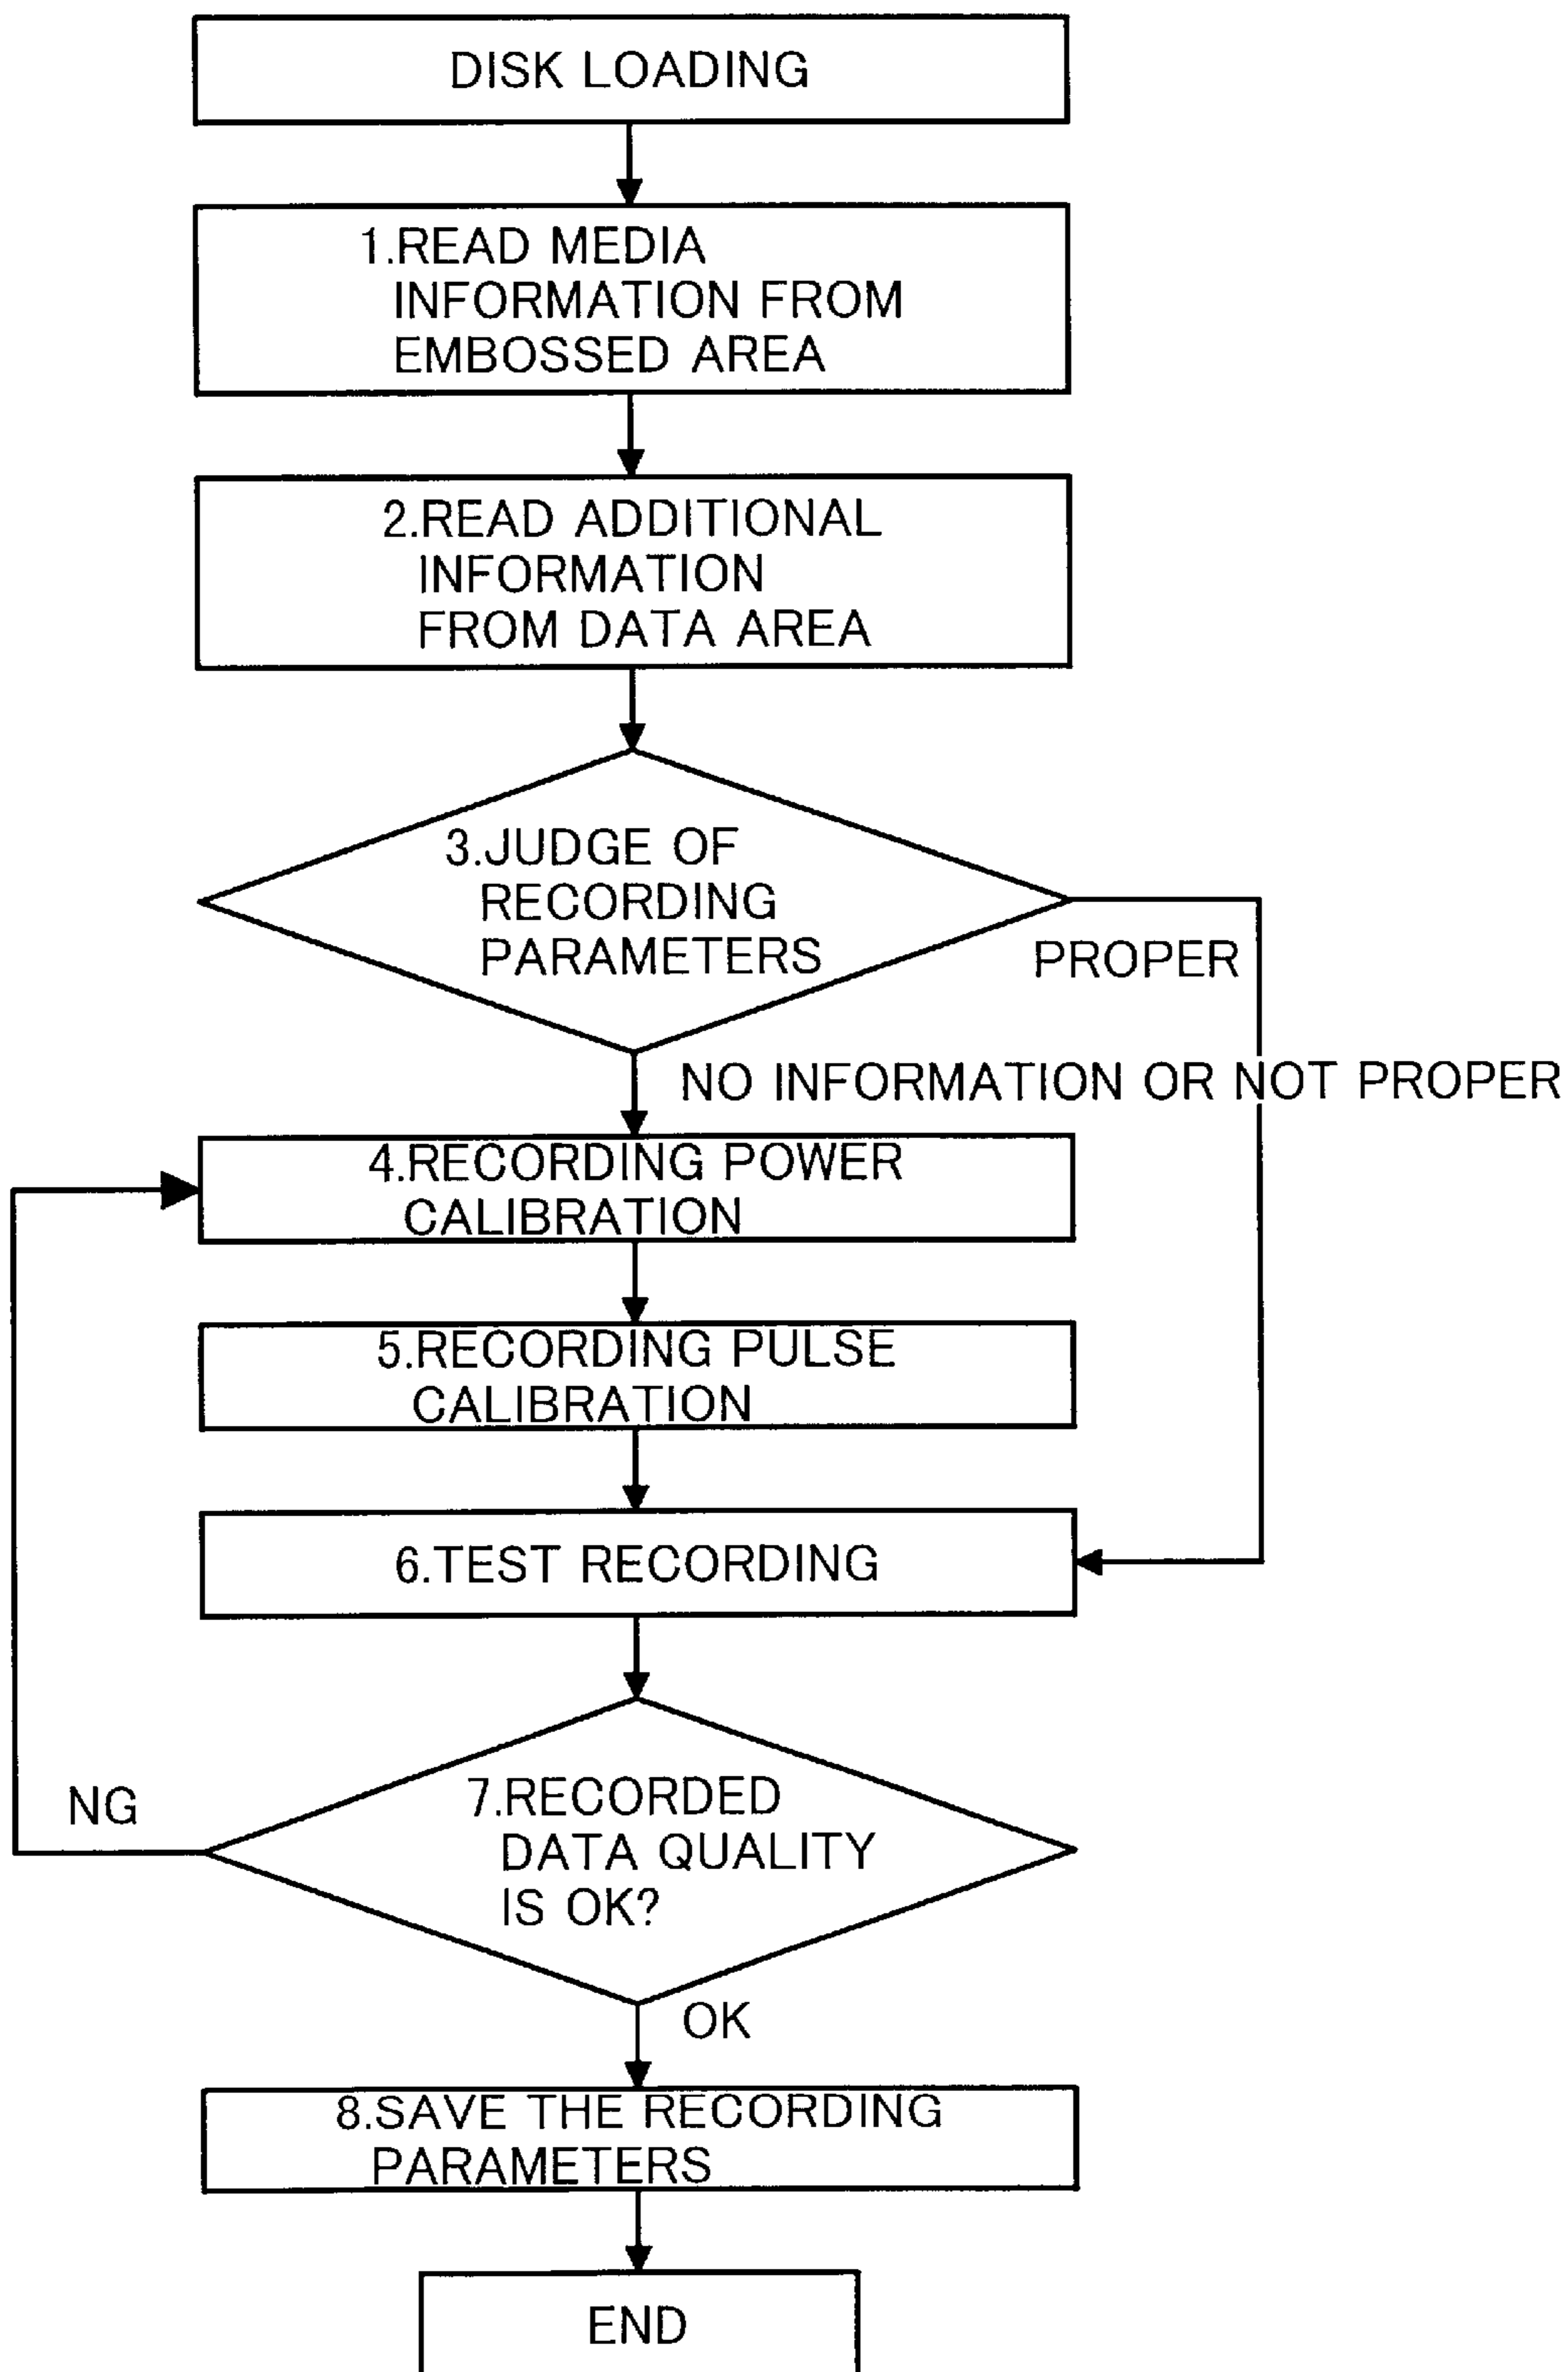 DISK LOADING
1.READ MEDIA
INFORMATION FROM
EMBOSSED AREA
2.READ ADDITIONAL
INFORMATION
FROM DATA AREA
3.JUDGE OF
RECORDING
PARAMETERS
PROPER
NO INFORMATION OR NOT PROPER
4.RECORDING POWER
CALIBRATION
5.RECORDING PULSE
CALIBRATION
6.TEST RECORDING
7.RECORDED
DATA QUALITY
IS OK?
NG
OK
8.SAVE THE RECORDING
PARAMETERS
END